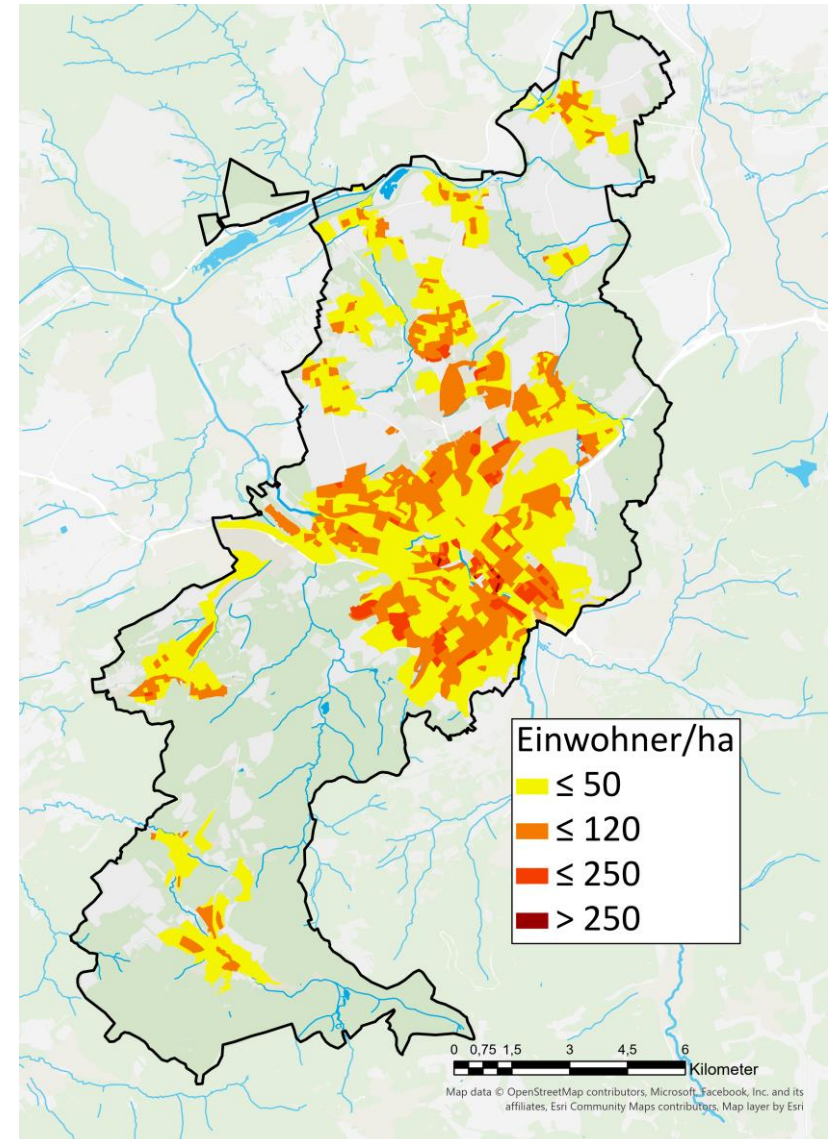 Einwohner/ha
≤ 50
≤ 120
≤ 250
> 250
0 0,75 1,5 3 4,5 6
Kilometer
Map data © OpenStreetMap contributors, Microsoft, Facebook, Inc. and its
affiliates, Esri Community Maps contributors, Map layer by Esri